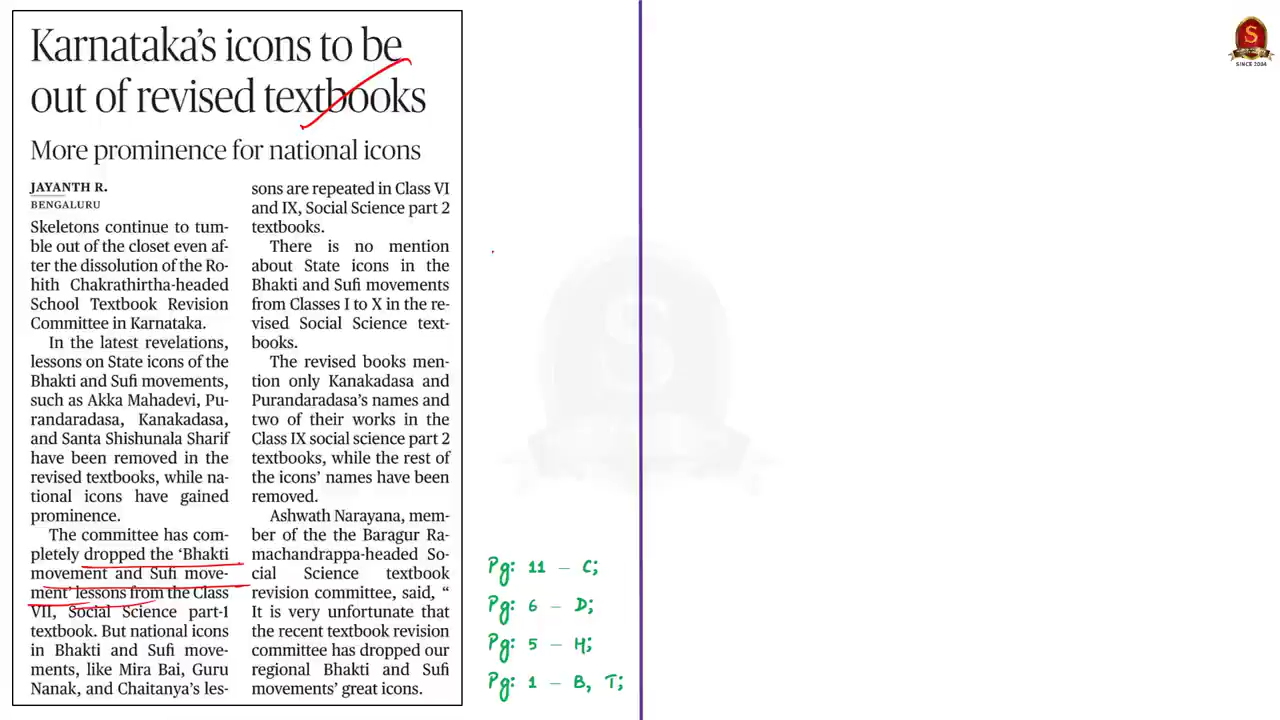 Karnataka's icons to be
out of revised textbooks
More prominence for national icons
JAYANTH R.
BENGALURU
Skeletons continue to tum-
ble out of the closet even af-
ter the dissolution of the Ro-
hith Chakrathirtha-headed
School Textbook Revision
Committee in Karnataka.
In the latest revelations,
lessons on State icons of the
Bhakti and Sufi movements,
such as Akka Mahadevi, Pu-
randaradasa, Kanakadasa,
and Santa Shishunala Sharif
have been removed in the
revised textbooks, while na-
tional icons have gained
prominence.
The committee has com-
pletely dropped the 'Bhakti
movement and Sufi move-
ment' lessons from the Class
VII, Social Science part-1
textbook. But national icons
in Bhakti and Sufi move-
ments, like Mira Bai, Guru
Nanak, and Chaitanya's les-
sons are repeated in Class VI
and IX, Social Science part 2
textbooks.
There is no mention
about State icons in the
Bhakti and Sufi movements
from Classes I to X in the re-
vised Social Science text-
books.
The revised books men-
tion only Kanakadasa and
Purandaradasa's names and
two of their works in the
Class IX social science part 2
textbooks, while the rest of
the icons' names have been
removed.
Ashwath Narayana, mem-
ber of the the Baragur Ra-
machandrappa-headed So-
cial Science textbook
revision committee, said, "
It is very unfortunate that
the recent textbook revision
committee has dropped our
regional Bhakti and Sufi
movements' great icons.
Pg: 11 – C;
Pg: 6 – D;
Pg: 5 – H;
Pg: 1 – B, T;
S
SINCE 2004